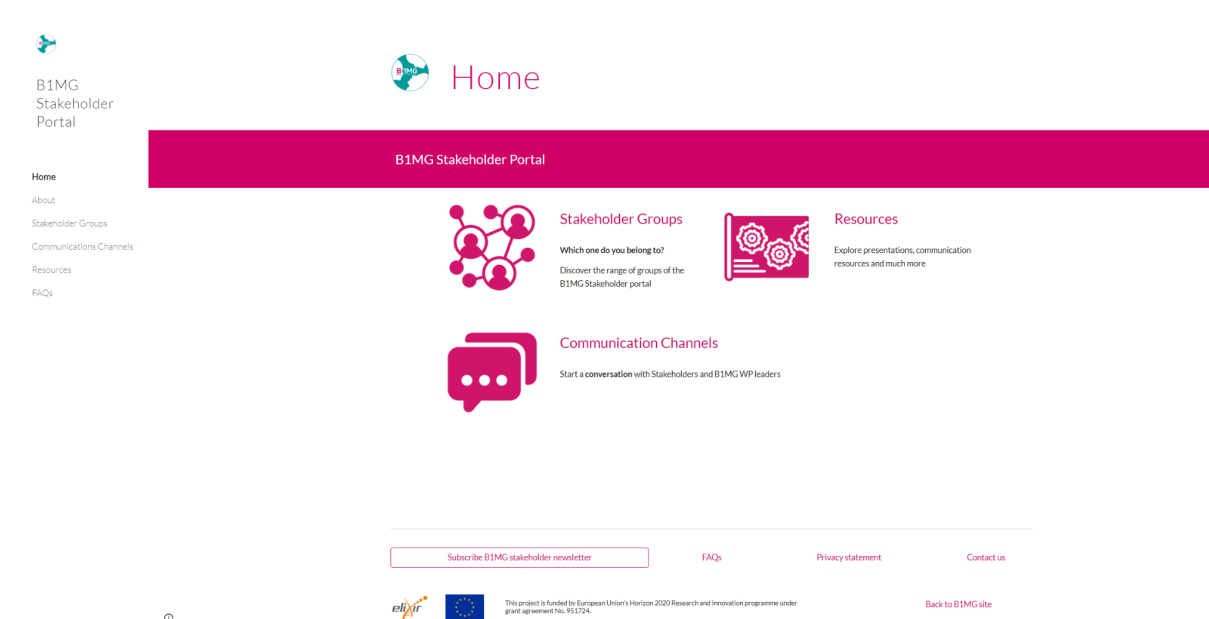 B1MG
Stakeholder
Portal
Home
About
Stakeholder Groups
Communications Channels
Resources
FAQs
B1MG
Home
B1MG Stakeholder Portal
Stakeholder Groups
Which one do you belong to?
Discover the range of groups of the
B1MG Stakeholder portal
Resources
Explore presentations, communication
resources and much more
Communication Channels
Start a conversation with Stakeholders and B1MG WP leaders
Subscribe B1MG stakeholder newsletter
FAQs
Privacy statement
Contact us
elixir
This project is funded by European Union's Horizon 2020 Research and Innovation programme under
grant agreement No. 951724.
Back to B1MG site